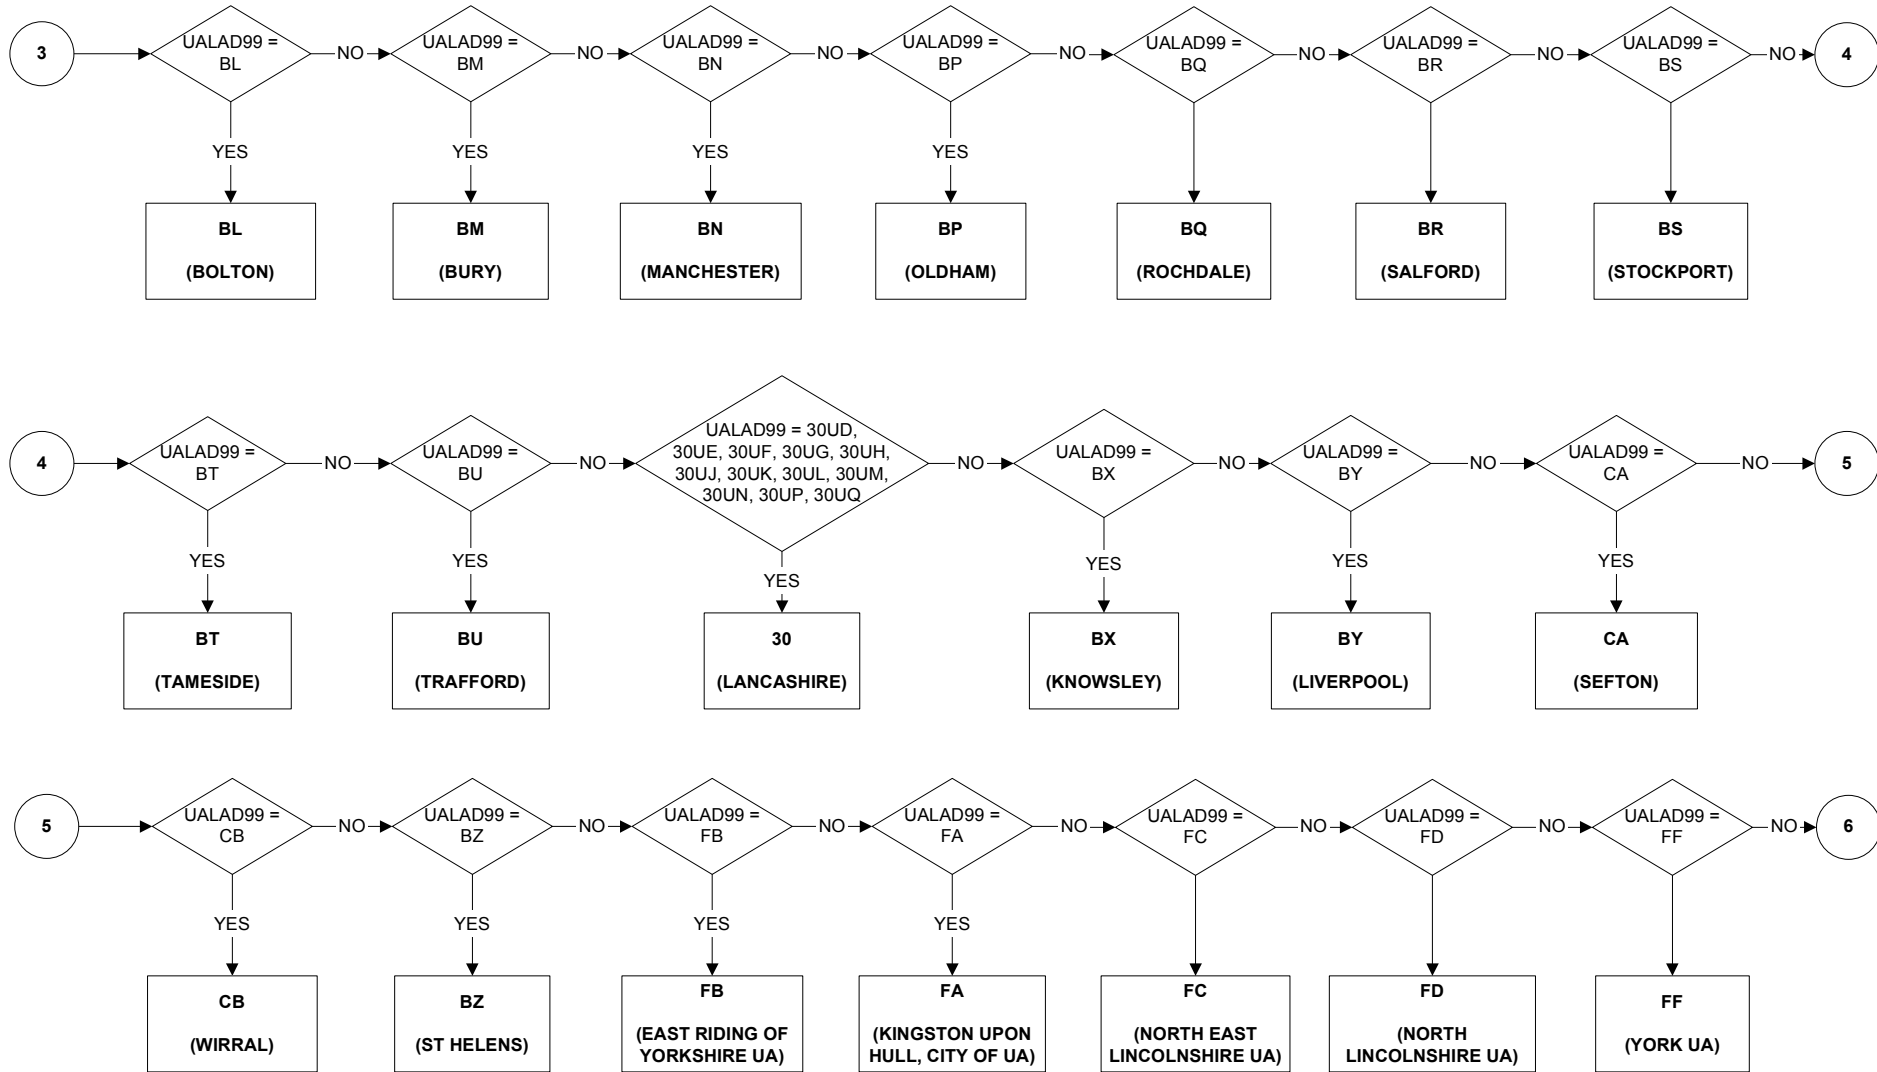 3
UALAD99 =
BL
NO
UALAD99 =
BM
NO
UALAD99 =
BN
NO
UALAD99 =
BP
NO
UALAD99 =
BQ
NO
UALAD99 =
BR
NO
UALAD99 =
BS
NO
4
YES
YES
YES
YES
BL
(BOLTON)
BM
(BURY)
BN
(MANCHESTER)
BP
(OLDHAM)
BQ
(ROCHDALE)
BR
(SALFORD)
BS
(STOCKPORT)
4
UALAD99 =
BT
NO
UALAD99 =
BU
NO
UALAD99 = 30UD,
30UE, 30UF, 30UG, 30UH,
30UJ, 30UK, 30UL, 30UM,
30UN, 30UP, 30UQ
NO
UALAD99 =
BX
NO
UALAD99 =
BY
NO
UALAD99 =
CA
NO
5
YES
YES
YES
YES
YES
YES
BT
(TAMESIDE)
BU
(TRAFFORD)
30
(LANCASHIRE)
BX
(KNOWSLEY)
BY
(LIVERPOOL)
CA
(SEFTON)
5
UALAD99 =
CB
NO
UALAD99 =
BZ
NO
UALAD99 =
FB
NO
UALAD99 =
FA
NO
UALAD99 =
FC
NO
UALAD99 =
FD
NO
UALAD99 =
FF
NO
6
YES
YES
YES
YES
CB
(WIRRAL)
BZ
(ST HELENS)
FB
(EAST RIDING OF
YORKSHIRE UA)
FA
(KINGSTON UPON
HULL, CITY OF UA)
FC
(NORTH EAST
LINCOLNSHIRE UA)
FD
(NORTH
LINCOLNSHIRE UA)
FF
(YORK UA)